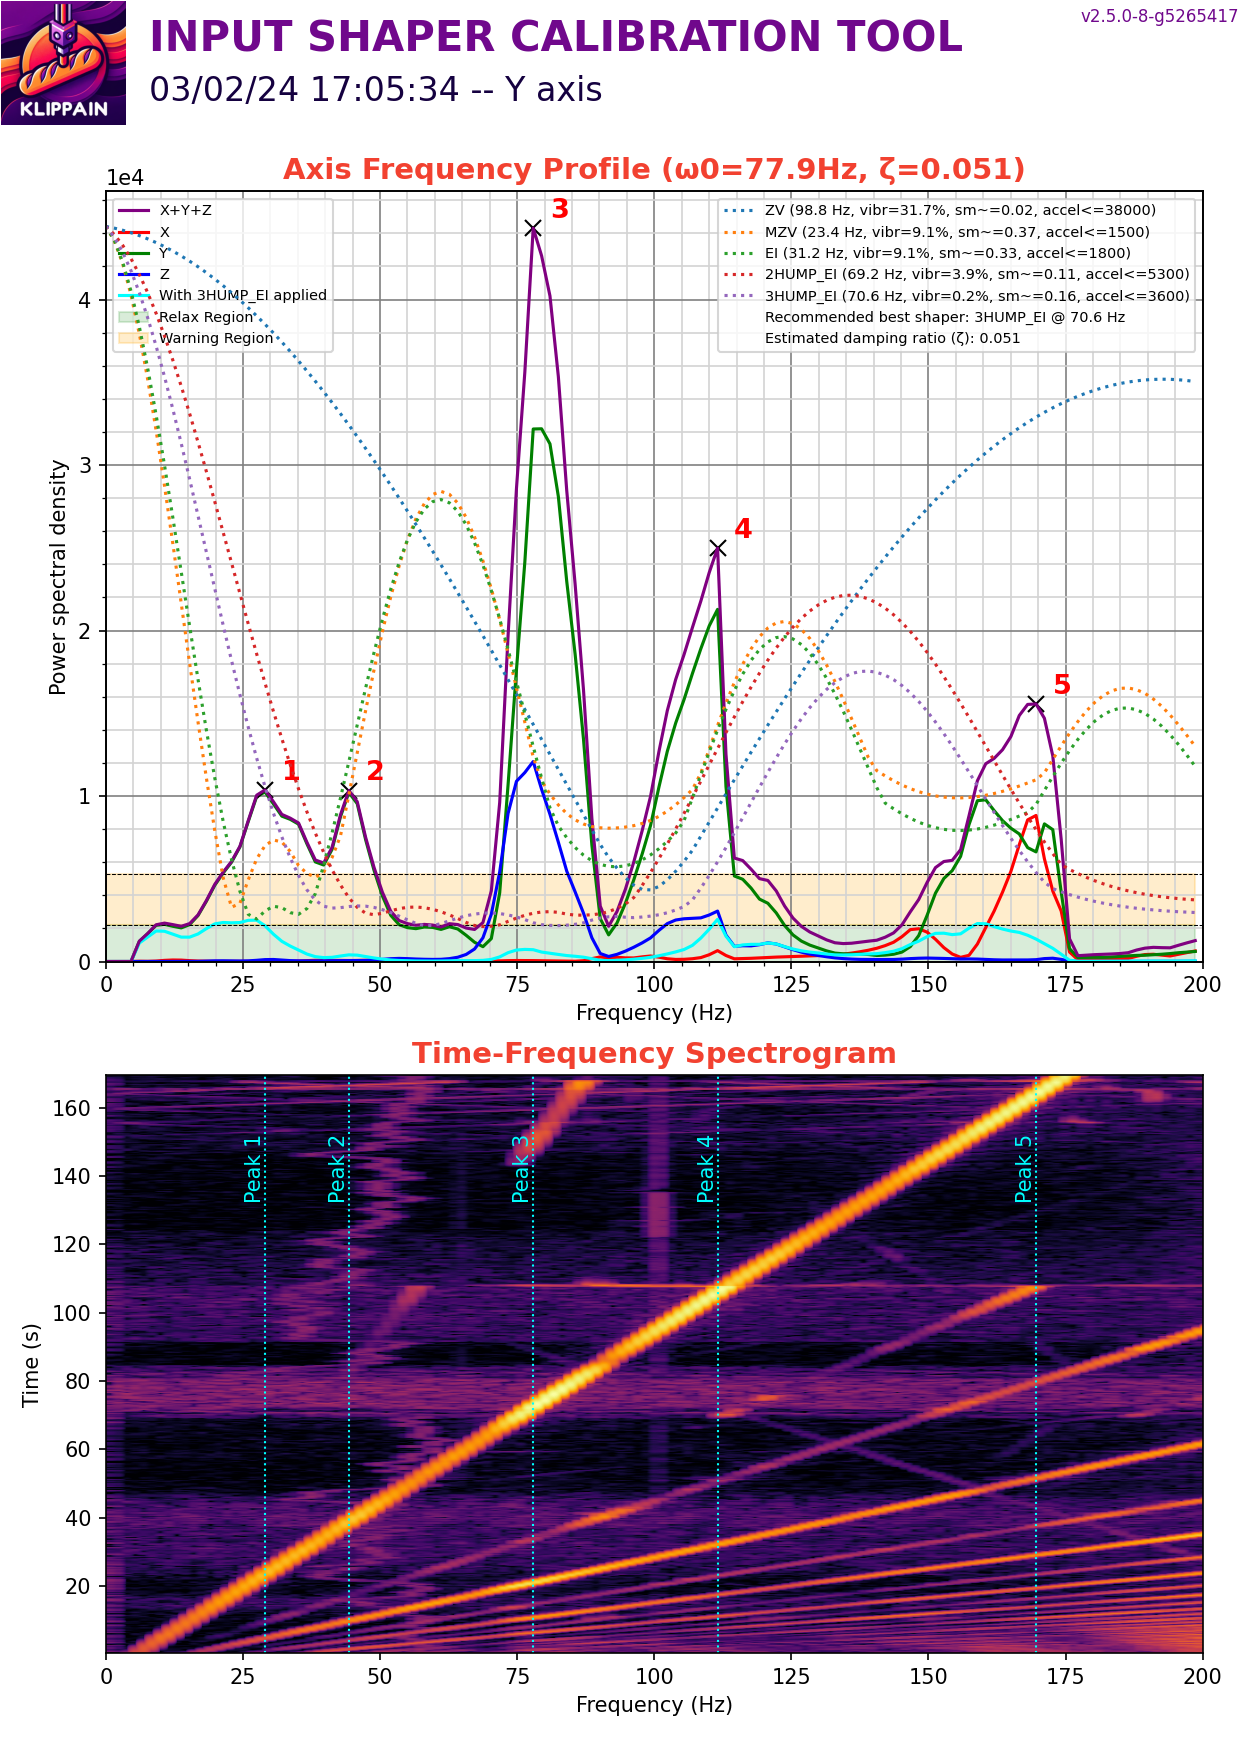 KLIPPAIN
INPUT SHAPER CALIBRATION TOOL
v2.5.0-8-g5265417
03/02/24 17:05:34 -- Y axis
Axis Frequency Profile (ω0=77.9Hz, ζ=0.051)
1e4
X+Y+Z
X
Y
Z
With 3HUMP_EI applied
Relax Region
Warning Region
ZV (98.8 Hz, vibr=31.7%, sm~=0.02, accel<=38000)
MZV (23.4 Hz, vibr=9.1%, sm~=0.37, accel<=1500)
EI (31.2 Hz, vibr=9.1%, sm~=0.33, accel<=1800)
2HUMP_EI (69.2 Hz, vibr=3.9%, sm~=0.11, accel<=5300)
3HUMP_EI (70.6 Hz, vibr=0.2%, sm~=0.16, accel<=3600)
Recommended best shaper: 3HUMP_EI @ 70.6 Hz
Estimated damping ratio (ζ): 0.051
3
4
5
1
2
4
3
2
1
0
Power spectral density
0 25 50 75 100 125 150 175 200
Frequency (Hz)
Time-Frequency Spectrogram
Peak 1
Peak 2
Peak 3
Peak 4
Peak 5
160
140
120
100
80
60
40
20
Time (s)
0 25 50 75 100 125 150 175 200
Frequency (Hz)